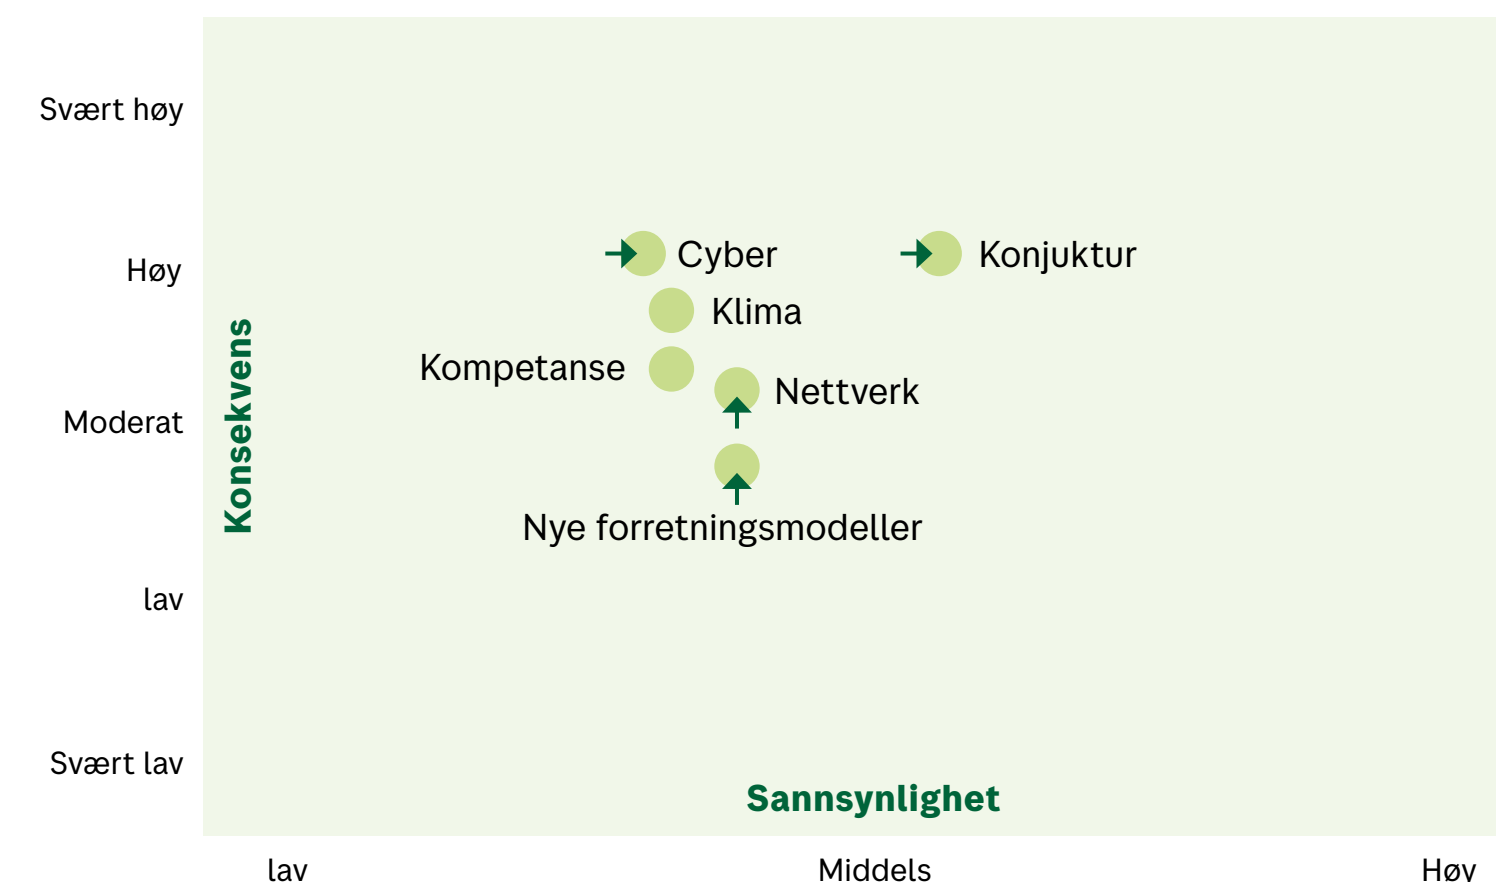 Svært høy
Høy
Moderat
lav
Svært lav
Konsekvens
Cyber
Konjuktur
Klima
Kompetanse
Nettverk
Nye forretningsmodeller
Sannsynlighet
lav
Middels
Høy